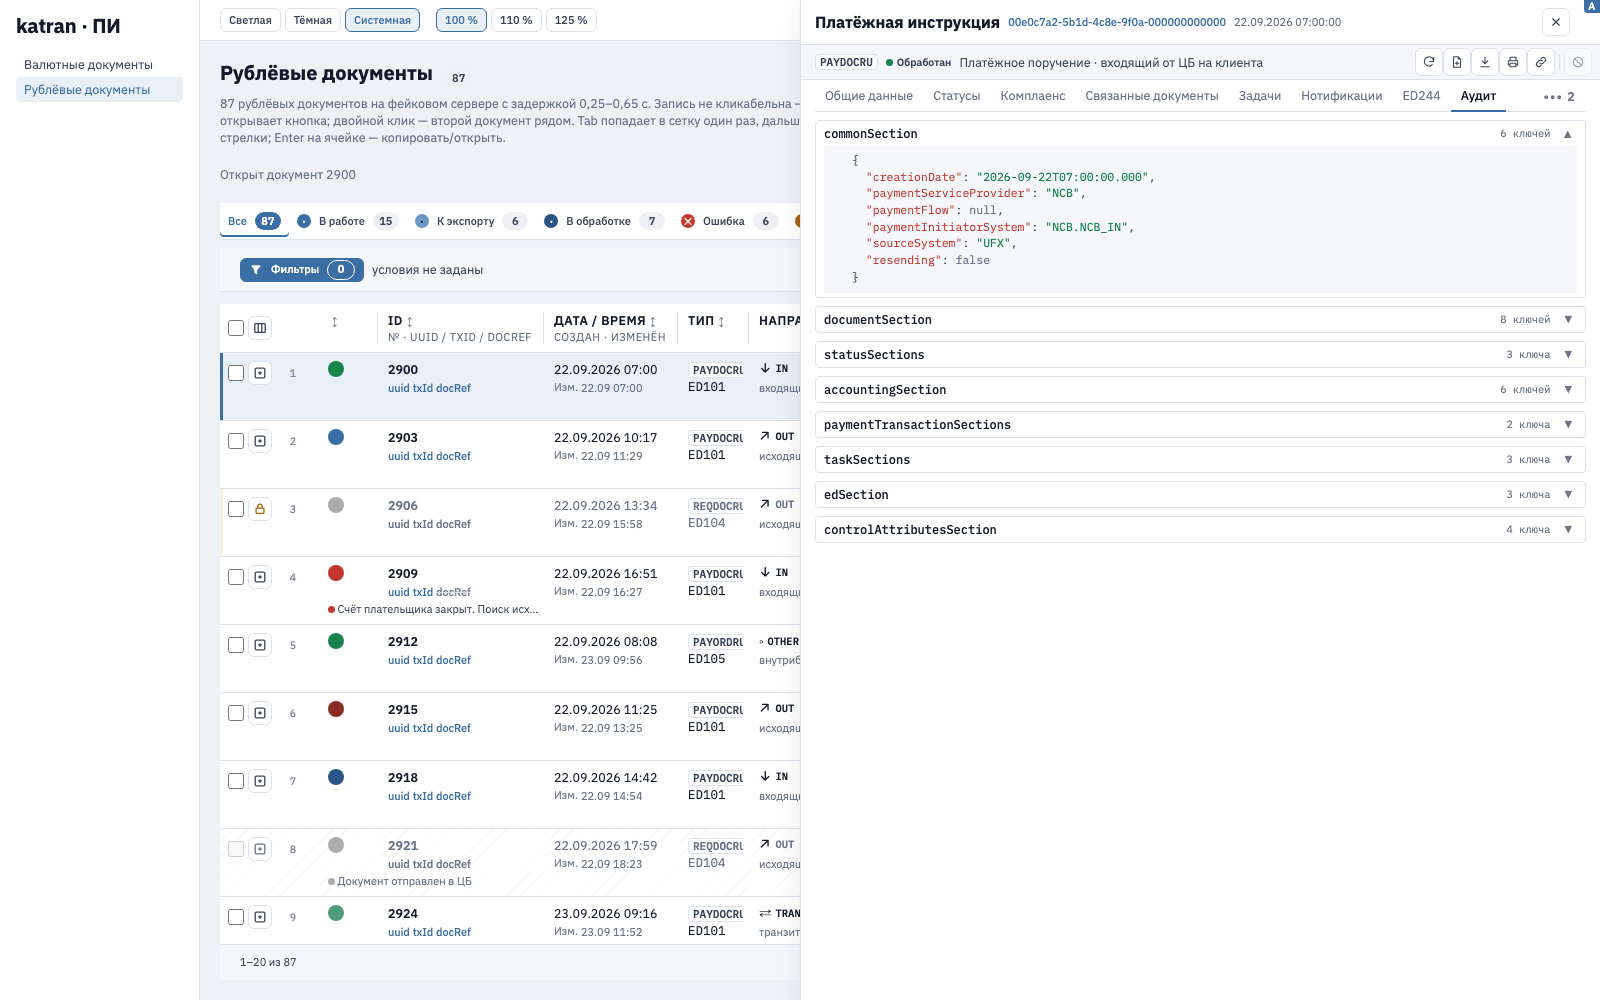 katran · ПИ
Валютные документы
Рублёвые документы
Светлая Тёмная Системная 100 % 110 % 125 %
Рублёвые документы 87
87 рублёвых документов на фейковом сервере с задержкой 0,25–0,65 с. Запись не кликабельна –
открывает кнопка; двойной клик — второй документ рядом. Tab попадает в сетку один раз, дальш
стрелки; Enter на ячейке — копировать/открыть.
Открыт документ 2900
Все 87 В работе 15 К экспорту 6 В обработке 7 Ошибка 6
Фильтры 0 условия не заданы
ID ↕ ДАТА / ВРЕМЯ ↕ ТИП ↕ НАПРА
№ · UUID / TXID / DOCREF СОЗДАН · ИЗМЕНЁН
1 2900 22.09.2026 07:00 PAYDOCRU ↓ IN
uuid txId docRef Изм. 22.09 07:00 ED101 входящ
2 2903 22.09.2026 10:17 PAYDOCRU ↗ OUT
uuid txId docRef Изм. 22.09 11:29 ED101 исходящ
3 2906 22.09.2026 13:34 REQDOCRU ↗ OUT
uuid txId docRef Изм. 22.09 15:58 ED104 исходящ
4 2909 22.09.2026 16:51 PAYDOCRU ↓ IN
uuid txId docRef Изм. 22.09 16:27 ED101 входящ
Счёт плательщика закрыт. Поиск исх…
5 2912 22.09.2026 08:08 PAYORDRU ◦ OTHER
uuid txId docRef Изм. 23.09 09:56 ED105 внутриб
6 2915 22.09.2026 11:25 PAYDOCRU ↗ OUT
uuid txId docRef Изм. 22.09 13:25 ED101 исходящ
7 2918 22.09.2026 14:42 PAYDOCRU ↓ IN
uuid txId docRef Изм. 22.09 14:54 ED101 входящ
8 2921 22.09.2026 17:59 REQDOCRU ↗ OUT
uuid txId docRef Изм. 22.09 18:23 ED104 исходящ
Документ отправлен в ЦБ
9 2924 23.09.2026 09:16 PAYDOCRU ⇄ TRAN
uuid txId docRef Изм. 23.09 11:52 ED101 транзит
1–20 из 87
Платёжная инструкция 00e0c7a2-5b1d-4c8e-9f0a-000000000000 22.09.2026 07:00:00 ✕
A
PAYDOCRU Обработан Платёжное поручение · входящий от ЦБ на клиента
Общие данные Статусы Комплаенс Связанные документы Задачи Нотификации ED244 Аудит ••• 2
commonSection 6 ключей ▲
{
"creationDate": "2026-09-22T07:00:00.000",
"paymentServiceProvider": "NCB",
"paymentFlow": null,
"paymentInitiatorSystem": "NCB.NCB_IN",
"sourceSystem": "UFX",
"resending": false
}
documentSection 8 ключей ▼
statusSections 3 ключа ▼
accountingSection 6 ключей ▼
paymentTransactionSections 2 ключа ▼
taskSections 3 ключа ▼
edSection 3 ключа ▼
controlAttributesSection 4 ключа ▼